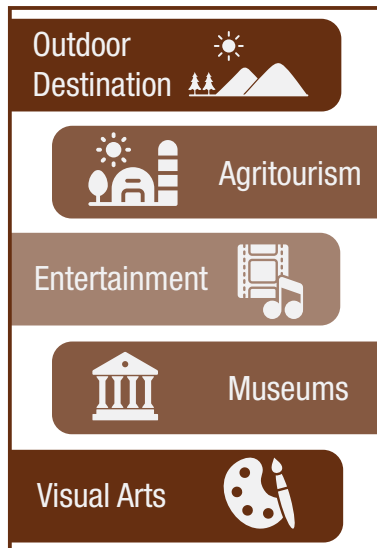 Outdoor
Destination
Agritourism
Entertainment
Museums
Visual Arts